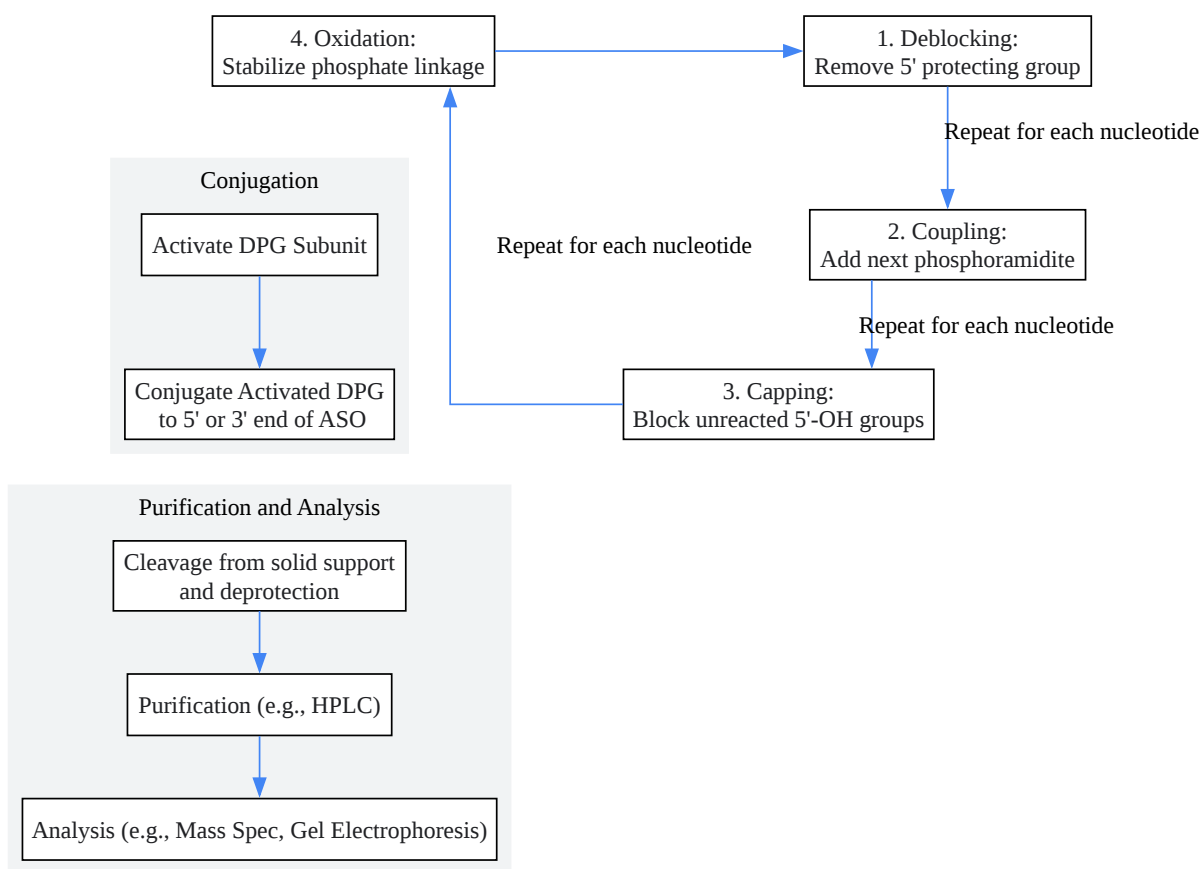 4. Oxidation:
Stabilize phosphate linkage
1. Deblocking:
Remove 5' protecting group
Repeat for each nucleotide
Conjugation
Activate DPG Subunit
2. Coupling:
Add next phosphoramidite
Repeat for each nucleotide
Repeat for each nucleotide
Conjugate Activated DPG
to 5' or 3' end of ASO
3. Capping:
Block unreacted 5'-OH groups
Purification and Analysis
Cleavage from solid support
and deprotection
Purification (e.g., HPLC)
Analysis (e.g., Mass Spec, Gel Electrophoresis)